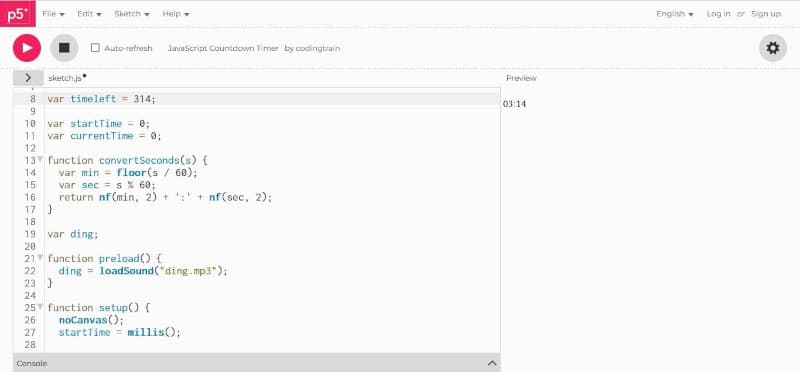 p5* File Edit Sketch Help English Log in or Sign up
Auto-refresh JavaScript Countdown Timer by codingtrain
> sketch.js• Preview
8 var timeleft = 314;
03:14
9
10 var startTime = 0;
11 var currentTime = 0;
12
13 function convertSeconds(s) {
14 var min = floor(s / 60);
15 var sec = s % 60;
16 return nf(min, 2) + ':' + nf(sec, 2);
17 }
18
19 var ding;
20
21 function preload() {
22 ding = loadSound("ding.mp3");
23 }
24
25 function setup() {
26 noCanvas();
27 startTime = millis();
28
Console